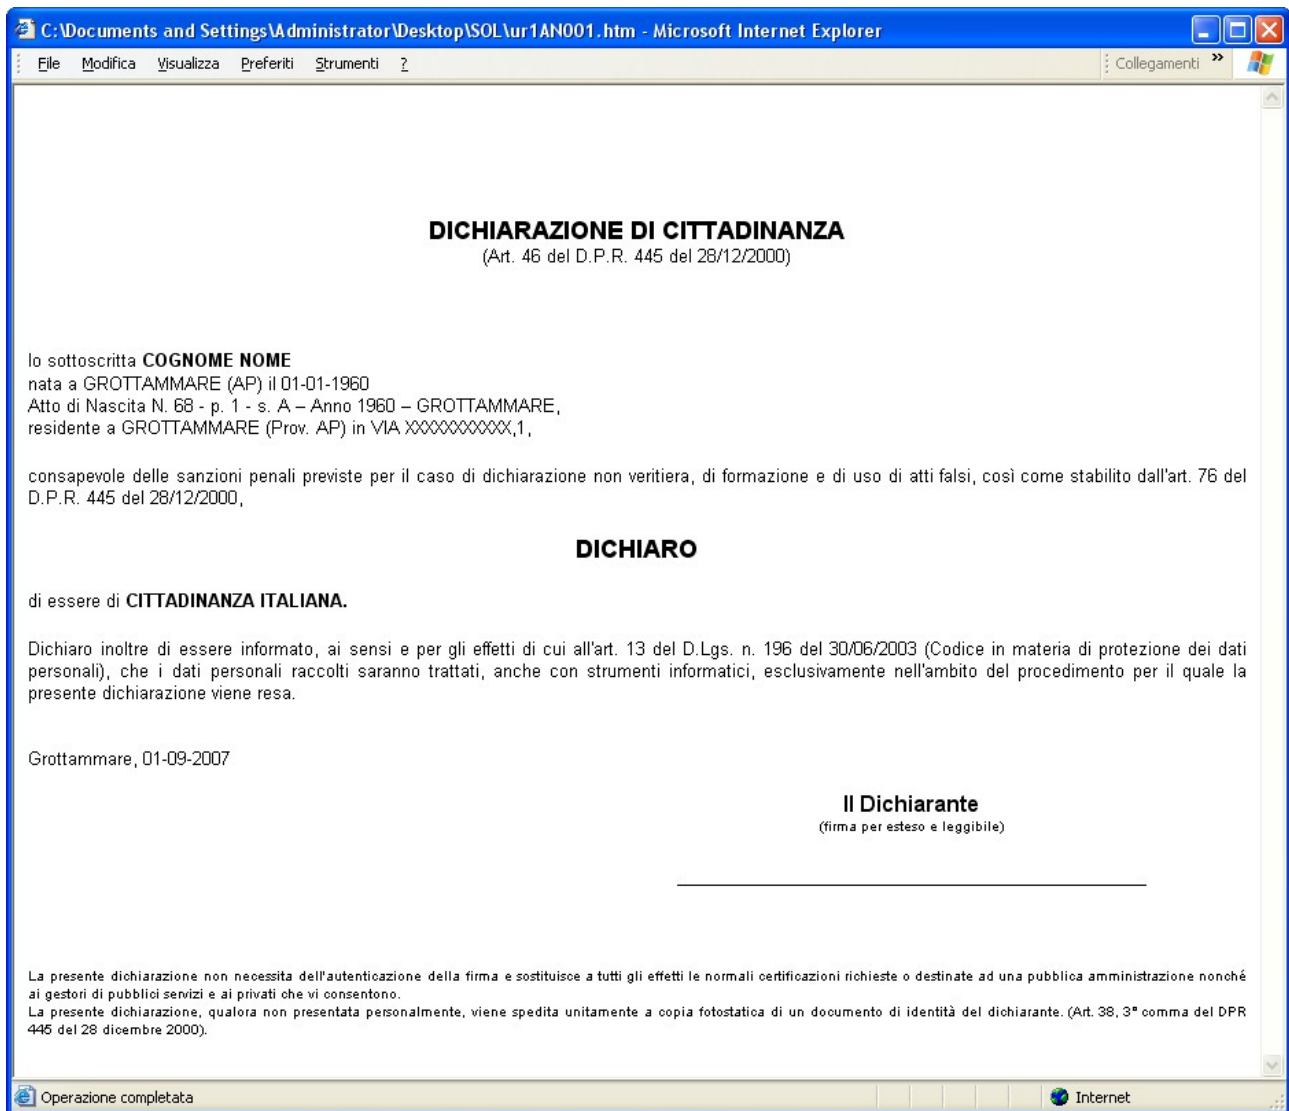 C:\Documents and Settings\Administrator\Desktop\SOL\ur1AN001.htm - Microsoft Internet Explorer
File Modifica Visualizza Preferiti Strumenti ? Collegamenti »
DICHIARAZIONE DI CITTADINANZA
(Art. 46 del D.P.R. 445 del 28/12/2000)
Io sottoscritta COGNOME NOME
nata a GROTTAMMARE (AP) il 01-01-1960
Atto di Nascita N. 68 - p. 1 - s. A – Anno 1960 – GROTTAMMARE,
residente a GROTTAMMARE (Prov. AP) in VIA XXXXXXXXXXX,1,
consapevole delle sanzioni penali previste per il caso di dichiarazione non veritiera, di formazione e di uso di atti falsi, così come stabilito dall'art. 76 del
D.P.R. 445 del 28/12/2000,
DICHIARO
di essere di CITTADINANZA ITALIANA.
Dichiaro inoltre di essere informato, ai sensi e per gli effetti di cui all'art. 13 del D.Lgs. n. 196 del 30/06/2003 (Codice in materia di protezione dei dati
personali), che i dati personali raccolti saranno trattati, anche con strumenti informatici, esclusivamente nell'ambito del procedimento per il quale la
presente dichiarazione viene resa.
Grottammare, 01-09-2007
Il Dichiarante
(firma per esteso e leggibile)
La presente dichiarazione non necessita dell'autenticazione della firma e sostituisce a tutti gli effetti le normali certificazioni richieste o destinate ad una pubblica amministrazione nonché
ai gestori di pubblici servizi e ai privati che vi consentono.
La presente dichiarazione, qualora non presentata personalmente, viene spedita unitamente a copia fotostatica di un documento di identità del dichiarante. (Art. 38, 3° comma del DPR
445 del 28 dicembre 2000).
Operazione completata Internet